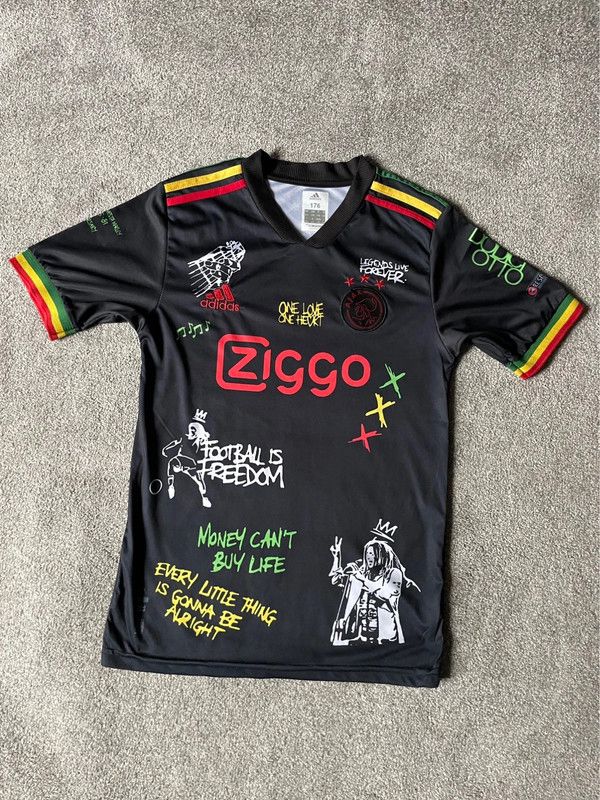 176
LEGENDS LIVE
FOREVER.
adidas
ONE LOVE
ONE HEART
ZIGGO
FOOTBALL IS
FREEDOM
MONEY CAN'T
BUY LIFE
EVERY LITTLE THING
IS GONNA BE
ALRIGHT